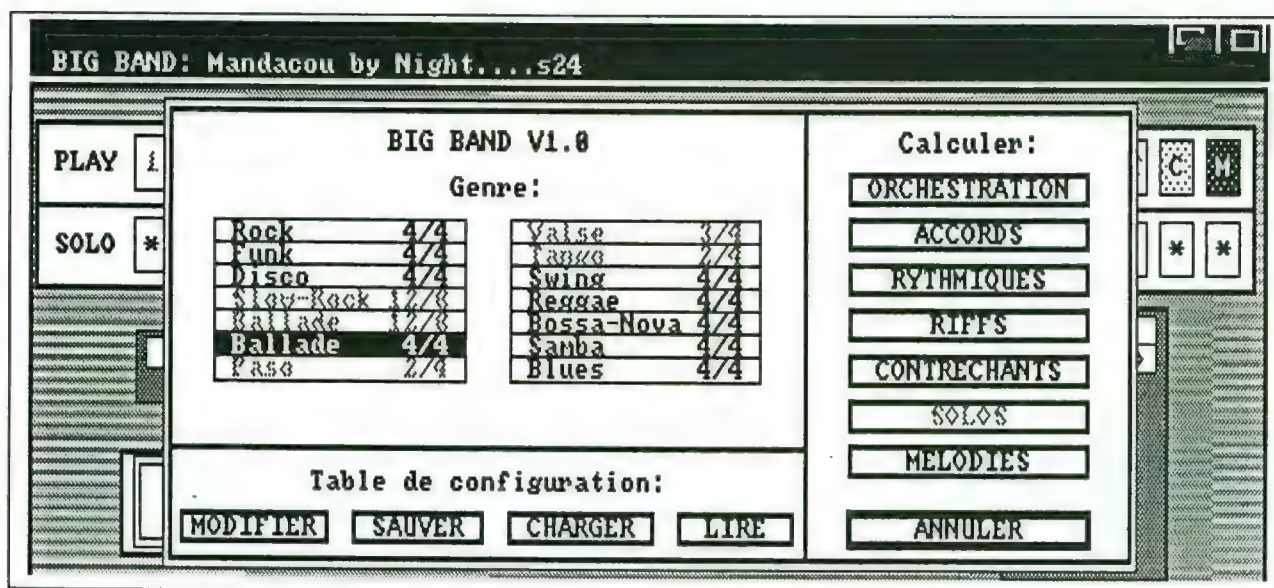 BIG BAND: Mandacou by Night....s24
BIG BAND V1.0
Genre:
Rock 4/4
Funk 4/4
Disco 4/4
Slow-Rock 12/8
Ballade 12/8
Ballade 4/4
Paso 2/4
Valse 3/4
Tango 2/4
Swing 4/4
Reggae 4/4
Bossa-Nova 4/4
Samba 4/4
Blues 4/4
Table de configuration:
MODIFIER SAUVER CHARGER LIRE
Calculer:
ORCHESTRATION
ACCORDS
RYTHMIQUES
RIFFS
CONTRECHANTS
SOLOS
MELODIES
ANNULER
PLAY 1
SOLO *
C M
* *